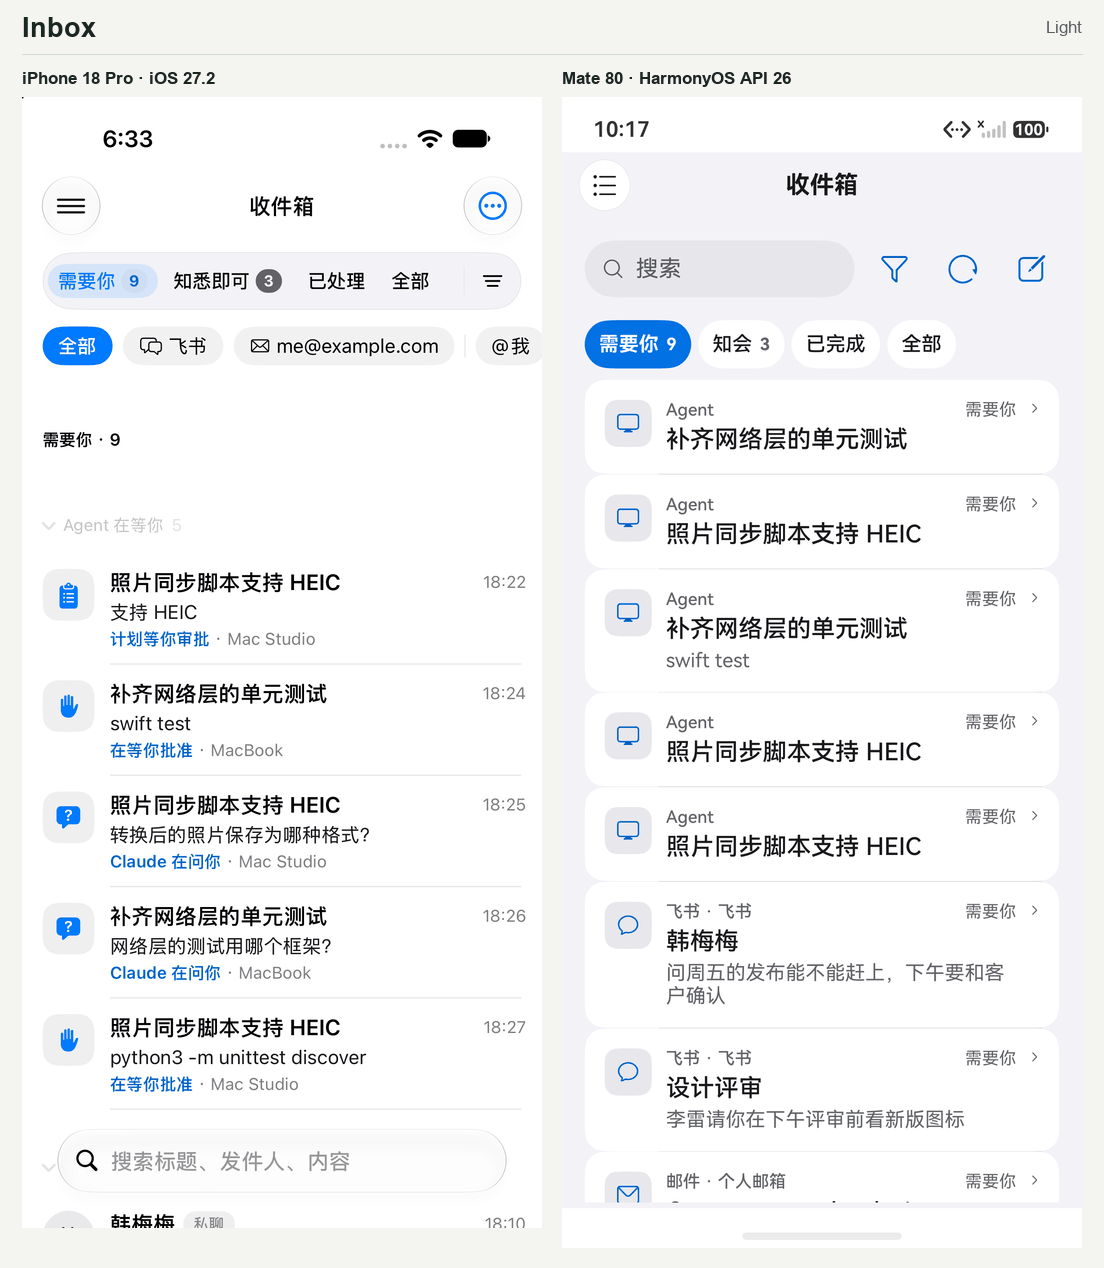 Inbox
Light
iPhone 18 Pro · iOS 27.2
6:33
收件箱
需要你 9
知悉即可 3
已处理
全部
全部
飞书
me@example.com
@我
需要你 · 9
Agent 在等你 5
照片同步脚本支持 HEIC
18:22
支持 HEIC
计划等你审批 · Mac Studio
补齐网络层的单元测试
18:24
swift test
在等你批准 · MacBook
照片同步脚本支持 HEIC
18:25
转换后的照片保存为哪种格式?
Claude 在问你 · Mac Studio
补齐网络层的单元测试
18:26
网络层的测试用哪个框架?
Claude 在问你 · MacBook
照片同步脚本支持 HEIC
18:27
python3 -m unittest discover
在等你批准 · Mac Studio
搜索标题、发件人、内容
韩梅梅
私聊
18:10
Mate 80 · HarmonyOS API 26
10:17
100
收件箱
搜索
需要你 9
知会 3
已完成
全部
Agent
需要你
补齐网络层的单元测试
Agent
需要你
照片同步脚本支持 HEIC
Agent
需要你
补齐网络层的单元测试
swift test
Agent
需要你
照片同步脚本支持 HEIC
Agent
需要你
照片同步脚本支持 HEIC
飞书 · 飞书
需要你
韩梅梅
问周五的发布能不能赶上，下午要和客
户确认
飞书 · 飞书
需要你
设计评审
李雷请你在下午评审前看新版图标
邮件 · 个人邮箱
需要你